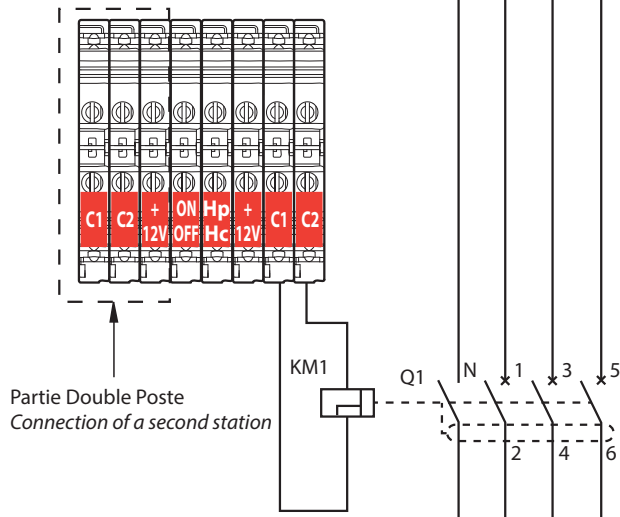 C1 C2 + 12V ON OFF Hp Hc + 12V C1 C2
KM1
Q1 N 1 3 5
Partie Double Poste
Connection of a second station
2 4 6